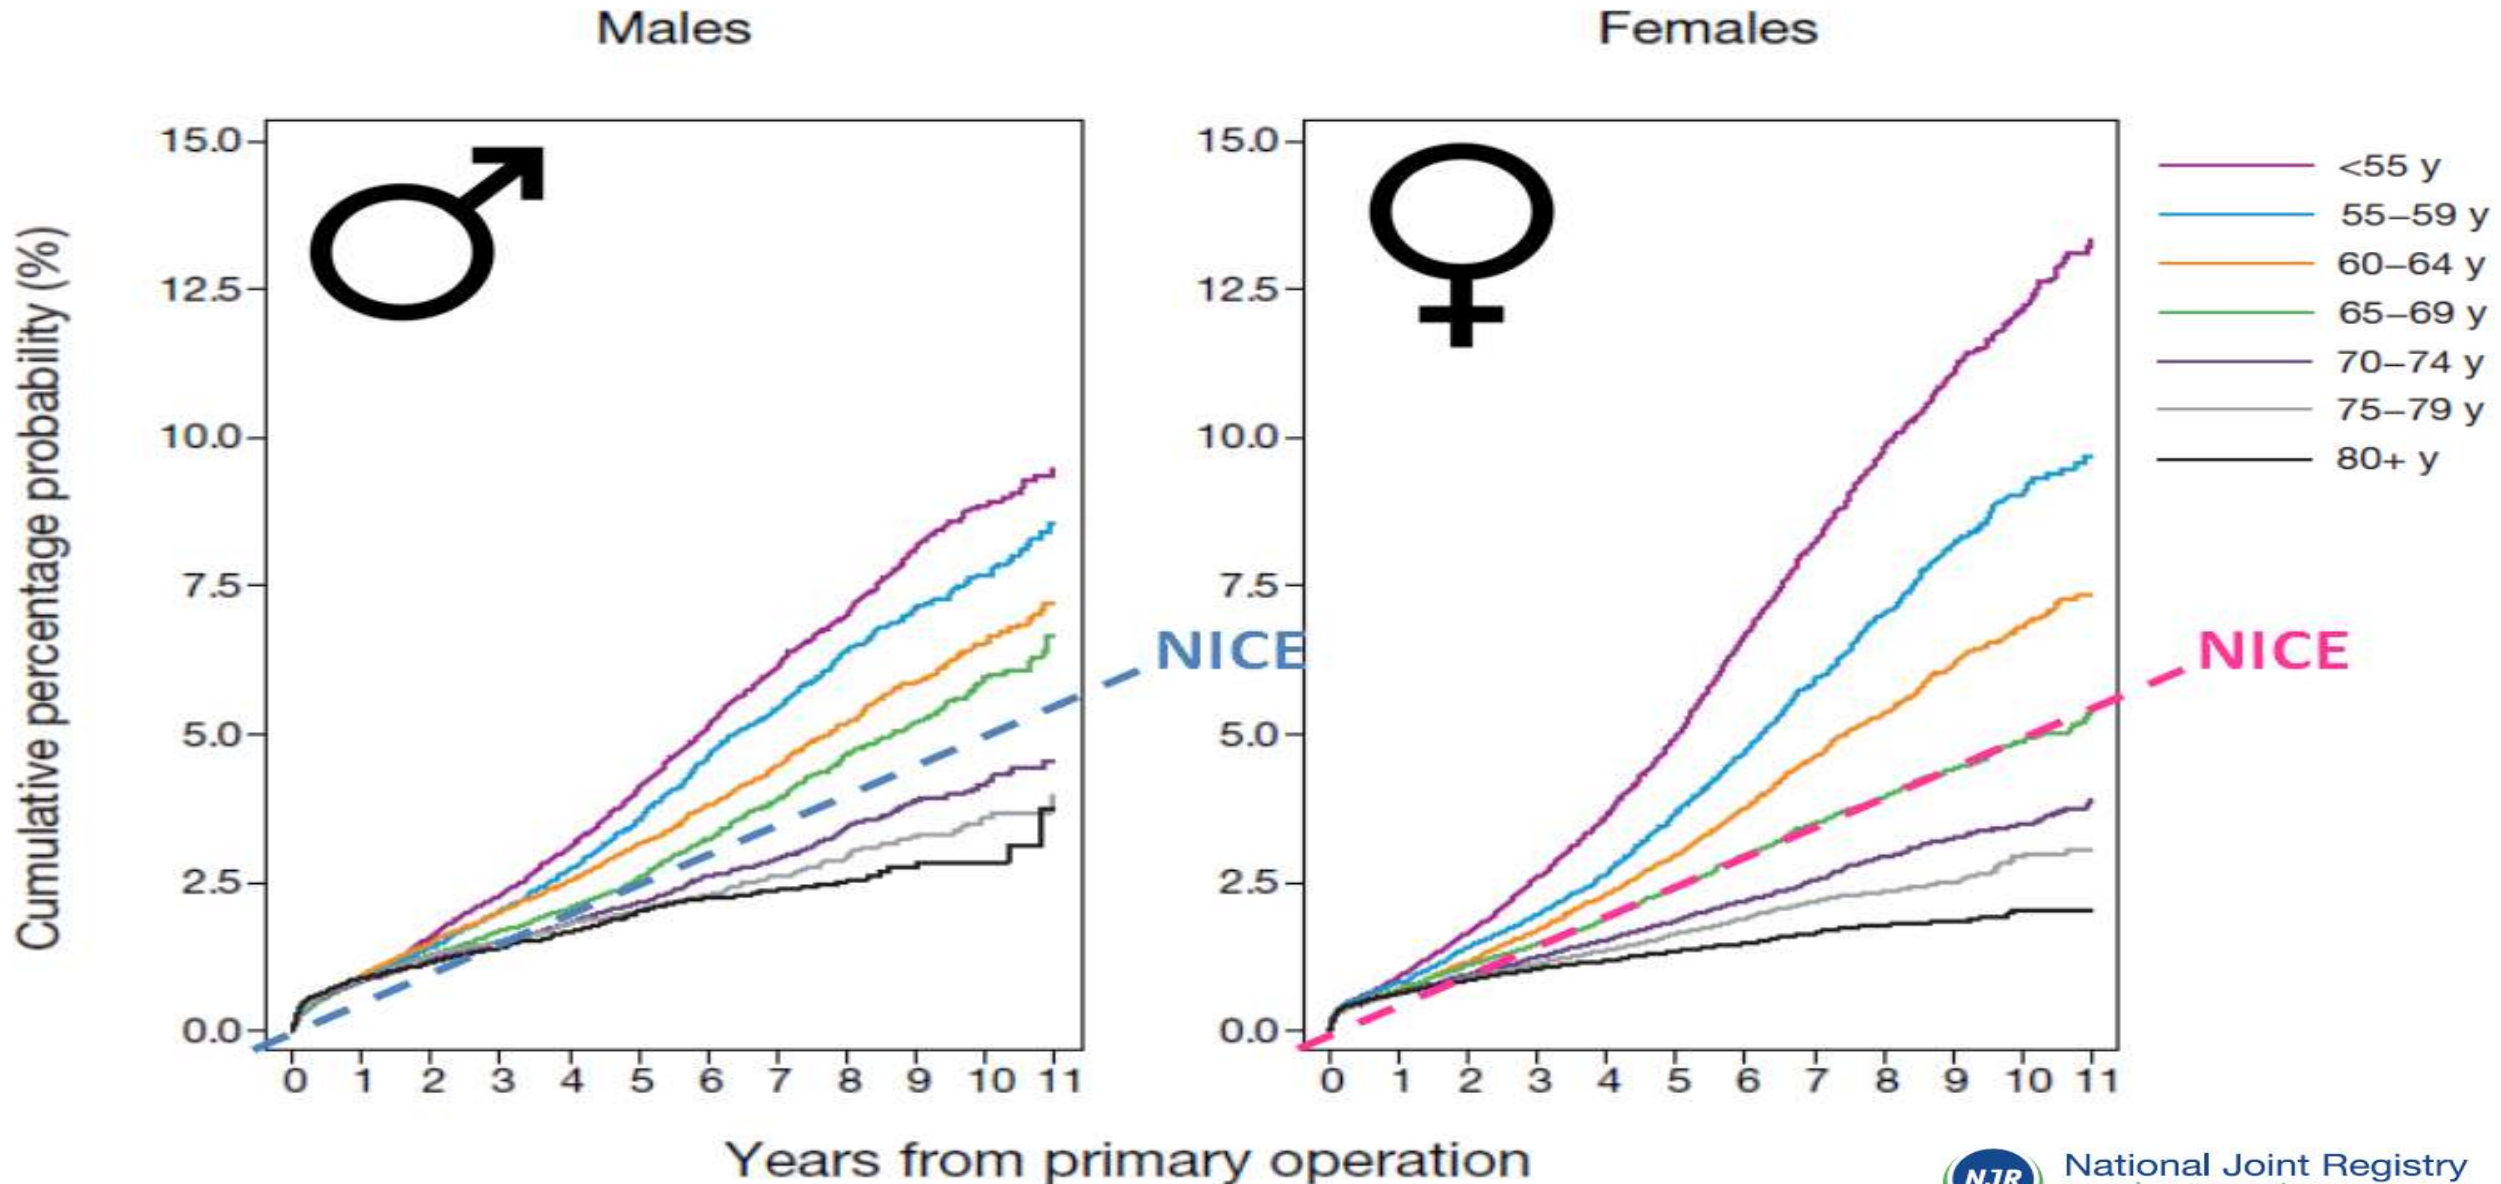 Males
Females
Cumulative percentage probability (%)
15.0
12.5
10.0
7.5
5.0
2.5
0.0
0 1 2 3 4 5 6 7 8 9 10 11
NICE
15.0
12.5
10.0
7.5
5.0
2.5
0.0
0 1 2 3 4 5 6 7 8 9 10 11
NICE
<55 y
55–59 y
60–64 y
65–69 y
70–74 y
75–79 y
80+ y
Years from primary operation
NJR
National Joint Registry